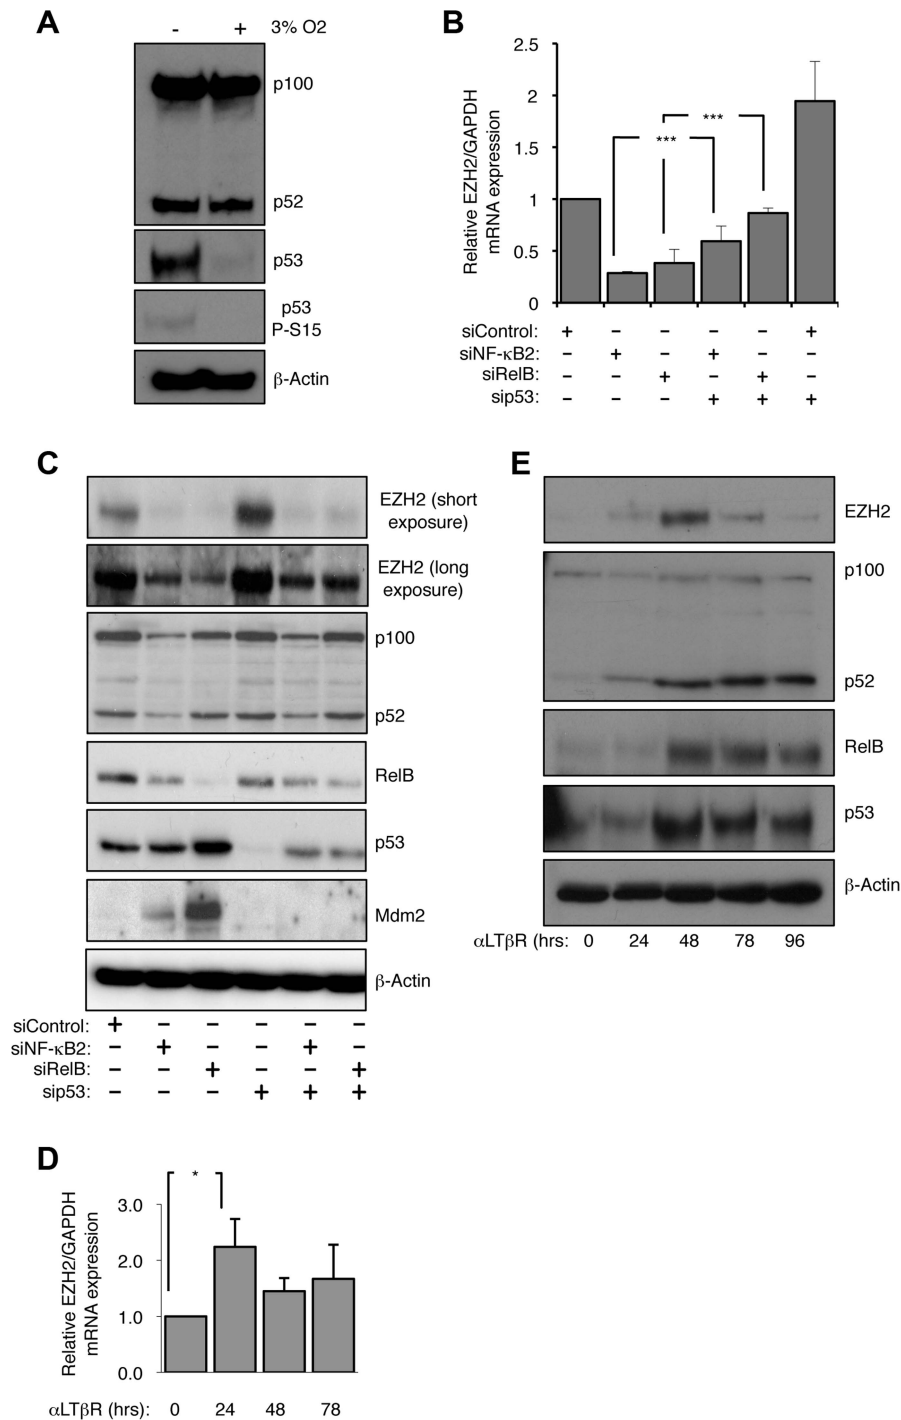 A
- + 3% O2
p100
p52
p53
p53
P-S15
β-Actin
B
Relative EZH2/GAPDH
mRNA expression
2.5
2
1.5
1
0.5
0
***
***
siControl: + - - - - +
siNF-κB2: - + - + - -
siRelB: - - + - + -
sip53: - - - + + +
C
EZH2 (short
exposure)
EZH2 (long
exposure)
p100
p52
RelB
p53
Mdm2
β-Actin
siControl: + - - - - -
siNF-κB2: - + - - + -
siRelB: - - + - - +
sip53: - - - + + +
E
EZH2
p100
p52
RelB
p53
β-Actin
αLTβR (hrs: 0 24 48 78 96
D
Relative EZH2/GAPDH
mRNA expression
*
3.0
2.0
1.0
0.0
αLTβR (hrs): 0 24 48 78